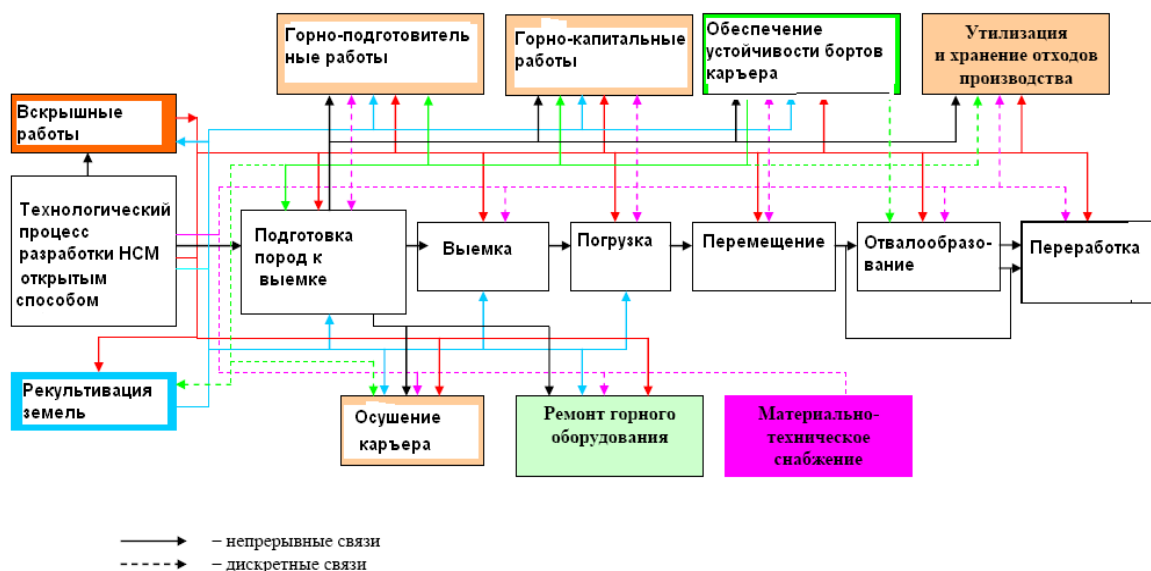 Горно-подготовитель
ные работы
Горно-капитальные
работы
Обеспечение
устойчивости бортов
каръера
Утилизация
и хранение отходов
производства
Вскрышные
работы
Технологический
процесс
разработки НСМ
открытым
способом
Подготовка
пород к
выемке
Выемка
Погрузка
Перемещение
Отвалообразо-
вание
Переработка
Рекультивация
земель
Осушение
каръера
Ремонт горного
оборудования
Материально-
техническое
снабжение
– непрерывные связи
– дискретные связи